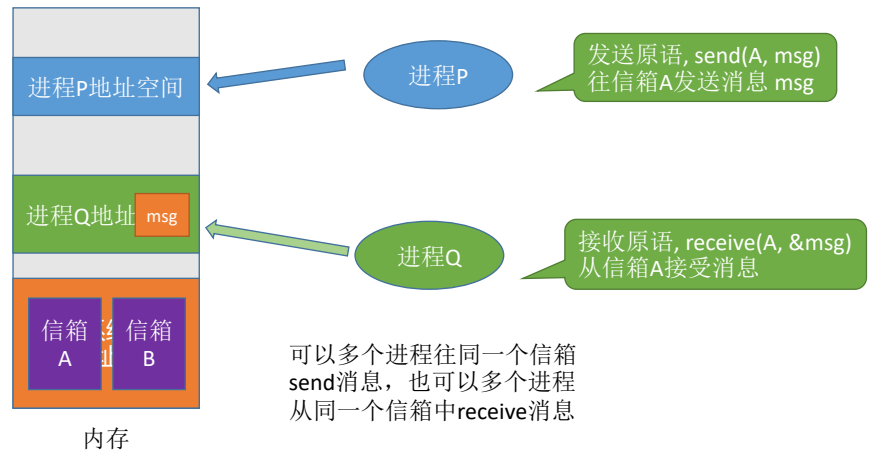 进程P地址空间
进程P
发送原语, send(A, msg)
往信箱A发送消息 msg
进程Q地址
msg
进程Q
接收原语, receive(A, &msg)
从信箱A接受消息
信箱
A
信箱
B
可以多个进程往同一个信箱
send消息，也可以多个进程
从同一个信箱中receive消息
内存